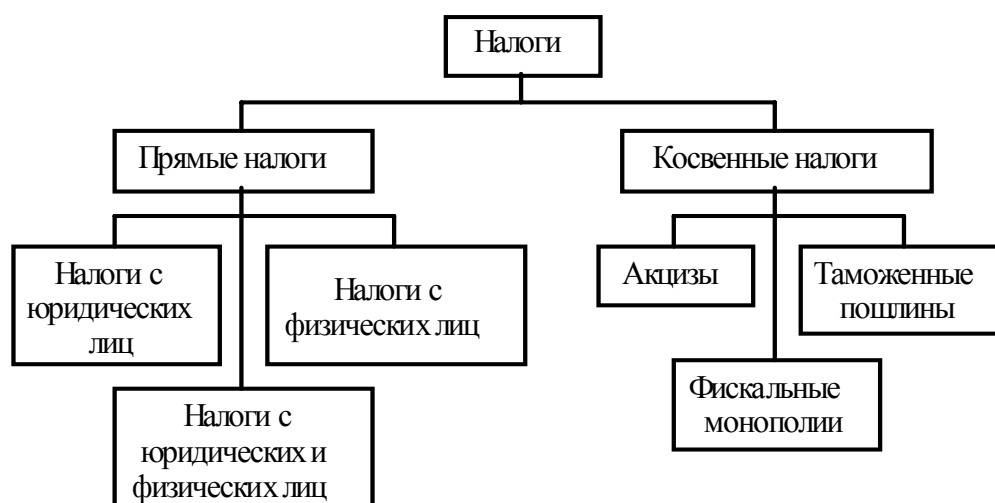 Налоги
Прямые налоги
Косвенные налоги
Налоги с
юридических
лиц
Налоги с
физических лиц
Акцизы
Таможенные
пошлины
Налоги с
юридических и
физических лиц
Фискальные
монополии